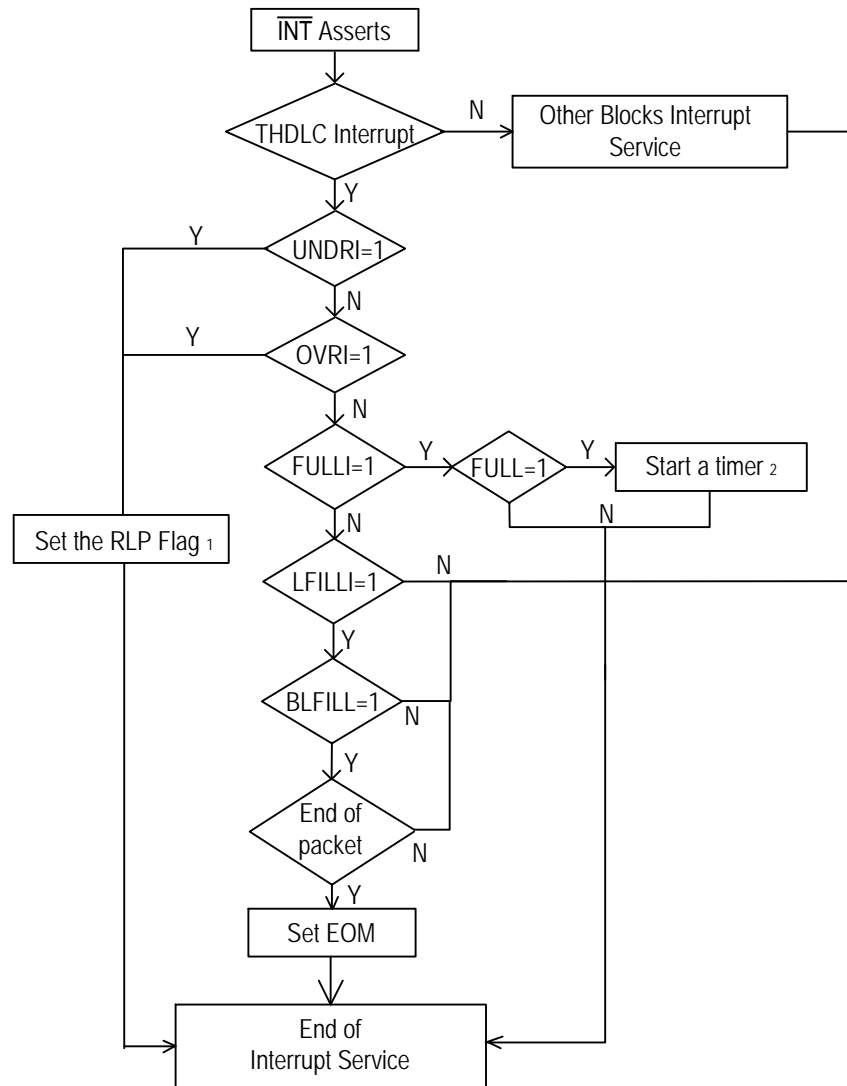 INT Asserts
THDLC Interrupt
N
Other Blocks Interrupt
Service
Y
Y
UNDRI=1
N
Y
OVRI=1
N
FULLI=1
Y
FULL=1
Y
Start a timer 2
N
N
Set the RLP Flag 1
LFILLI=1
N
Y
BLFILL=1
N
Y
End of
packet
N
Y
Set EOM
End of
Interrupt Service